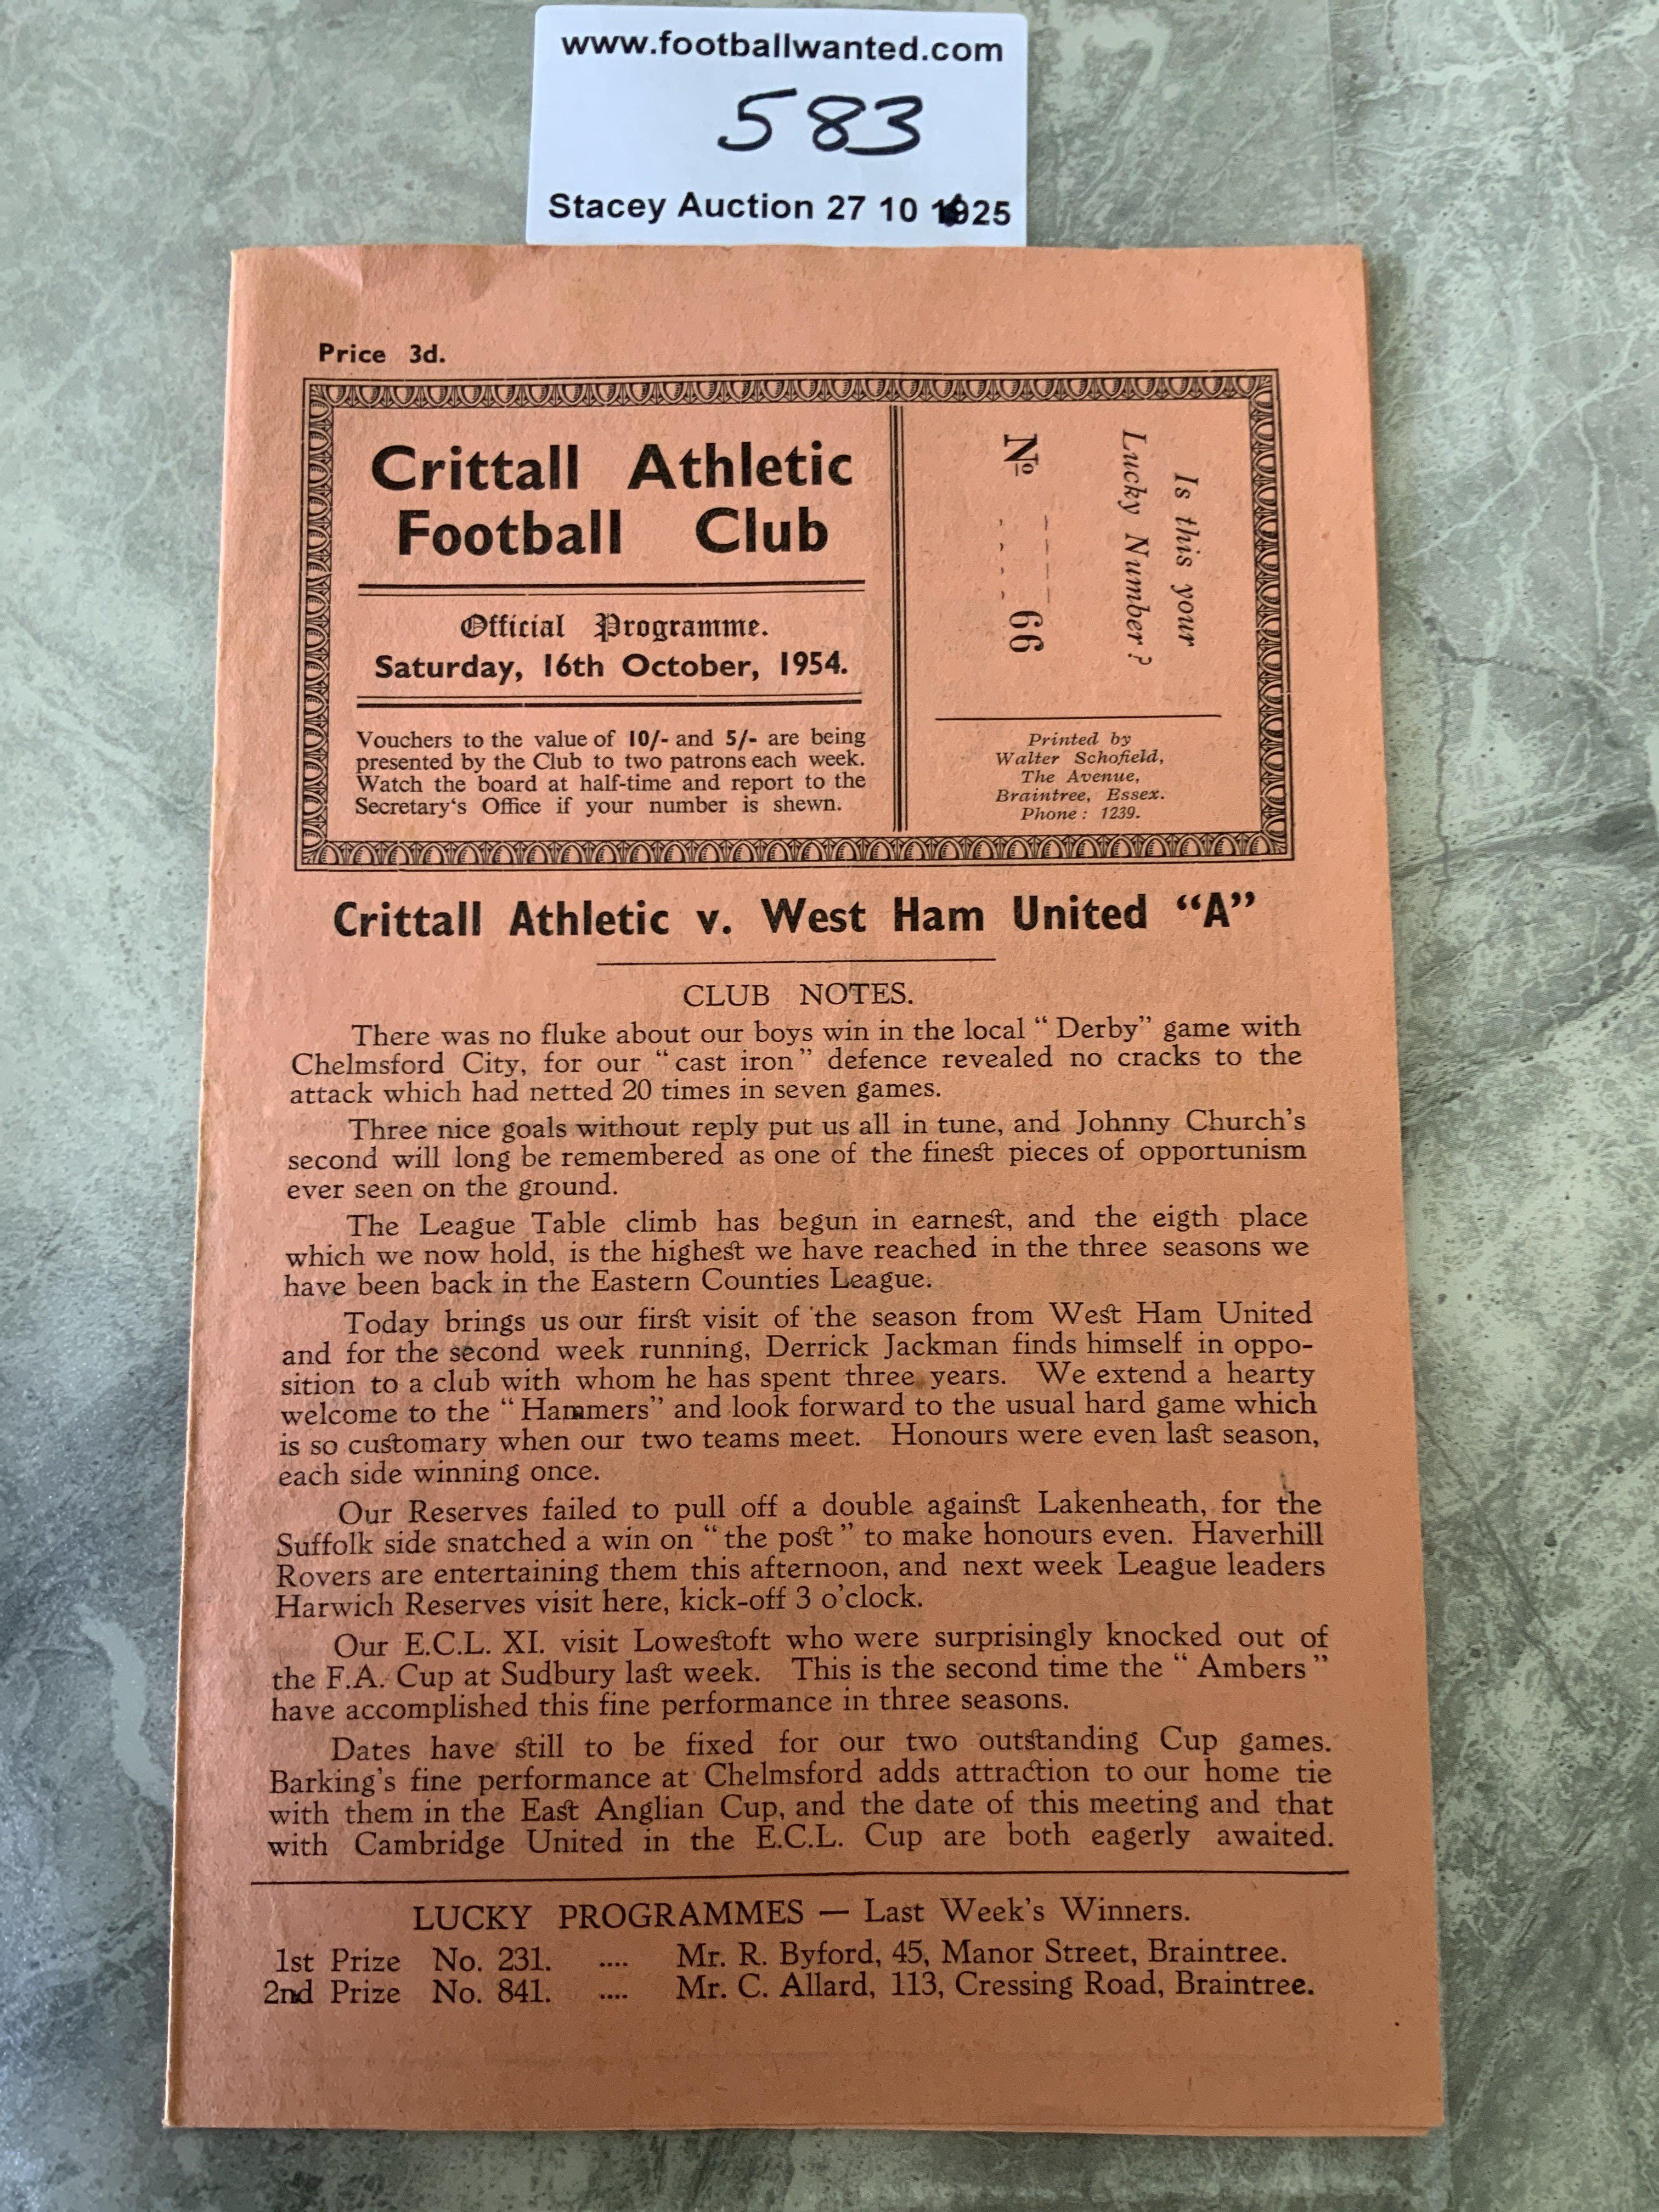 www.footballwanted.com
583
Stacey Auction 27 10 1925
Price 3d.
Crittall Athletic
Football Club
Official Programme.
Saturday, 16th October, 1954.
Vouchers to the value of 10/- and 5/- are being
presented by the Club to two patrons each week.
Watch the board at half-time and report to the
Secretary's Office if your number is shewn.
Is this your
Lucky Number?
No .... 66
Printed by
Walter Schofield,
The Avenue,
Braintree, Essex.
Phone: 1239.
Crittall Athletic v. West Ham United "A"
CLUB NOTES.
There was no fluke about our boys win in the local "Derby" game with
Chelmsford City, for our "cast iron" defence revealed no cracks to the
attack which had netted 20 times in seven games.
Three nice goals without reply put us all in tune, and Johnny Church's
second will long be remembered as one of the finest pieces of opportunism
ever seen on the ground.
The League Table climb has begun in earnest, and the eigth place
which we now hold, is the highest we have reached in the three seasons we
have been back in the Eastern Counties League.
Today brings us our first visit of the season from West Ham United
and for the second week running, Derrick Jackman finds himself in oppo-
sition to a club with whom he has spent three years. We extend a hearty
welcome to the "Hammers" and look forward to the usual hard game which
is so customary when our two teams meet. Honours were even last season,
each side winning once.
Our Reserves failed to pull off a double against Lakenheath, for the
Suffolk side snatched a win on "the post" to make honours even. Haverhill
Rovers are entertaining them this afternoon, and next week League leaders
Harwich Reserves visit here, kick-off 3 o'clock.
Our E.C.L. XI. visit Lowestoft who were surprisingly knocked out of
the F.A. Cup at Sudbury last week. This is the second time the "Ambers"
have accomplished this fine performance in three seasons.
Dates have still to be fixed for our two outstanding Cup games.
Barking's fine performance at Chelmsford adds attraction to our home tie
with them in the East Anglian Cup, and the date of this meeting and that
with Cambridge United in the E.C.L. Cup are both eagerly awaited.
LUCKY PROGRAMMES — Last Week's Winners.
1st Prize No. 231. .... Mr. R. Byford, 45, Manor Street, Braintree.
2nd Prize No. 841. .... Mr. C. Allard, 113, Cressing Road, Braintree.